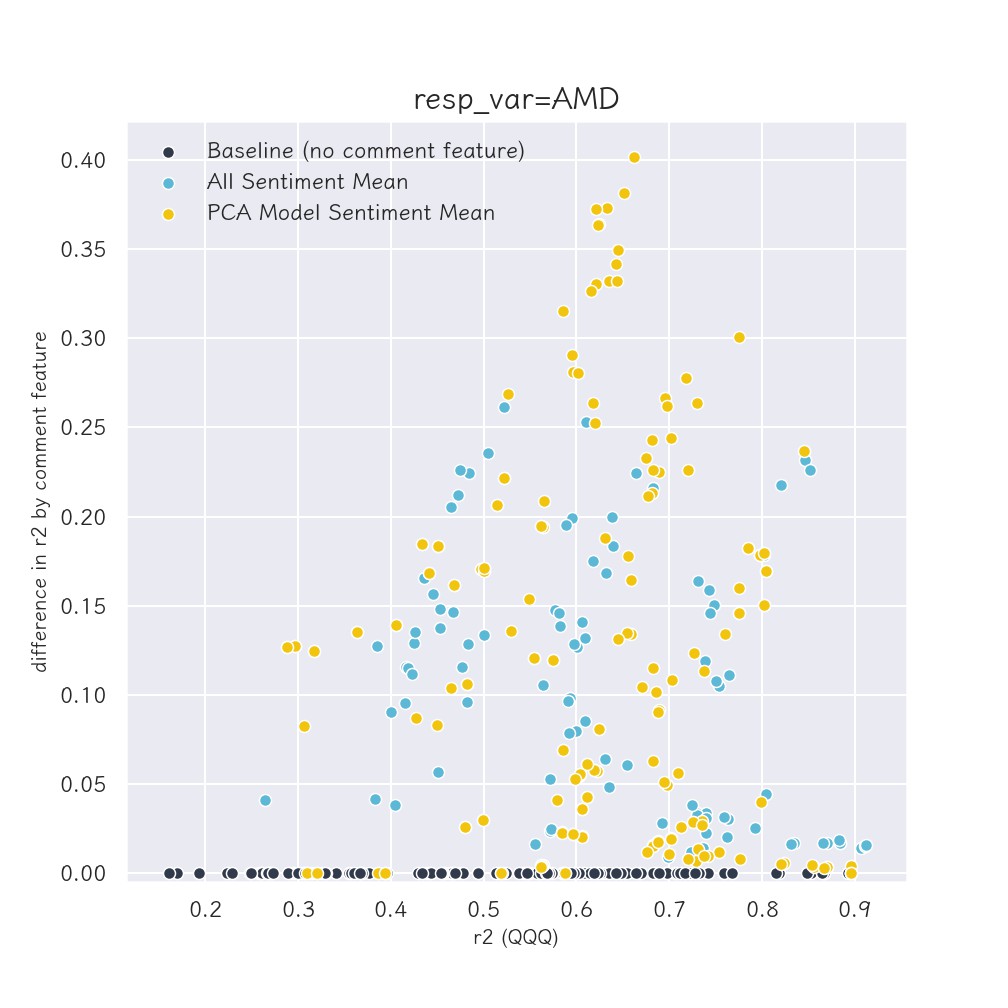 resp_var=AMD
Baseline (no comment feature)
All Sentiment Mean
PCA Model Sentiment Mean
difference in r2 by comment feature
0.40
0.35
0.30
0.25
0.20
0.15
0.10
0.05
0.00
0.2 0.3 0.4 0.5 0.6 0.7 0.8 0.9
r2 (QQQ)